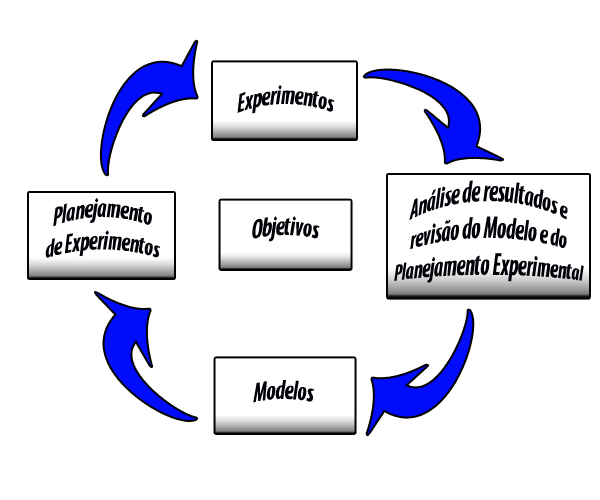 Experimentos
Planejamento
de Experimentos
Objetivos
Análise de resultados e
revisão do Modelo e do
Planejamento Experimental
Modelos